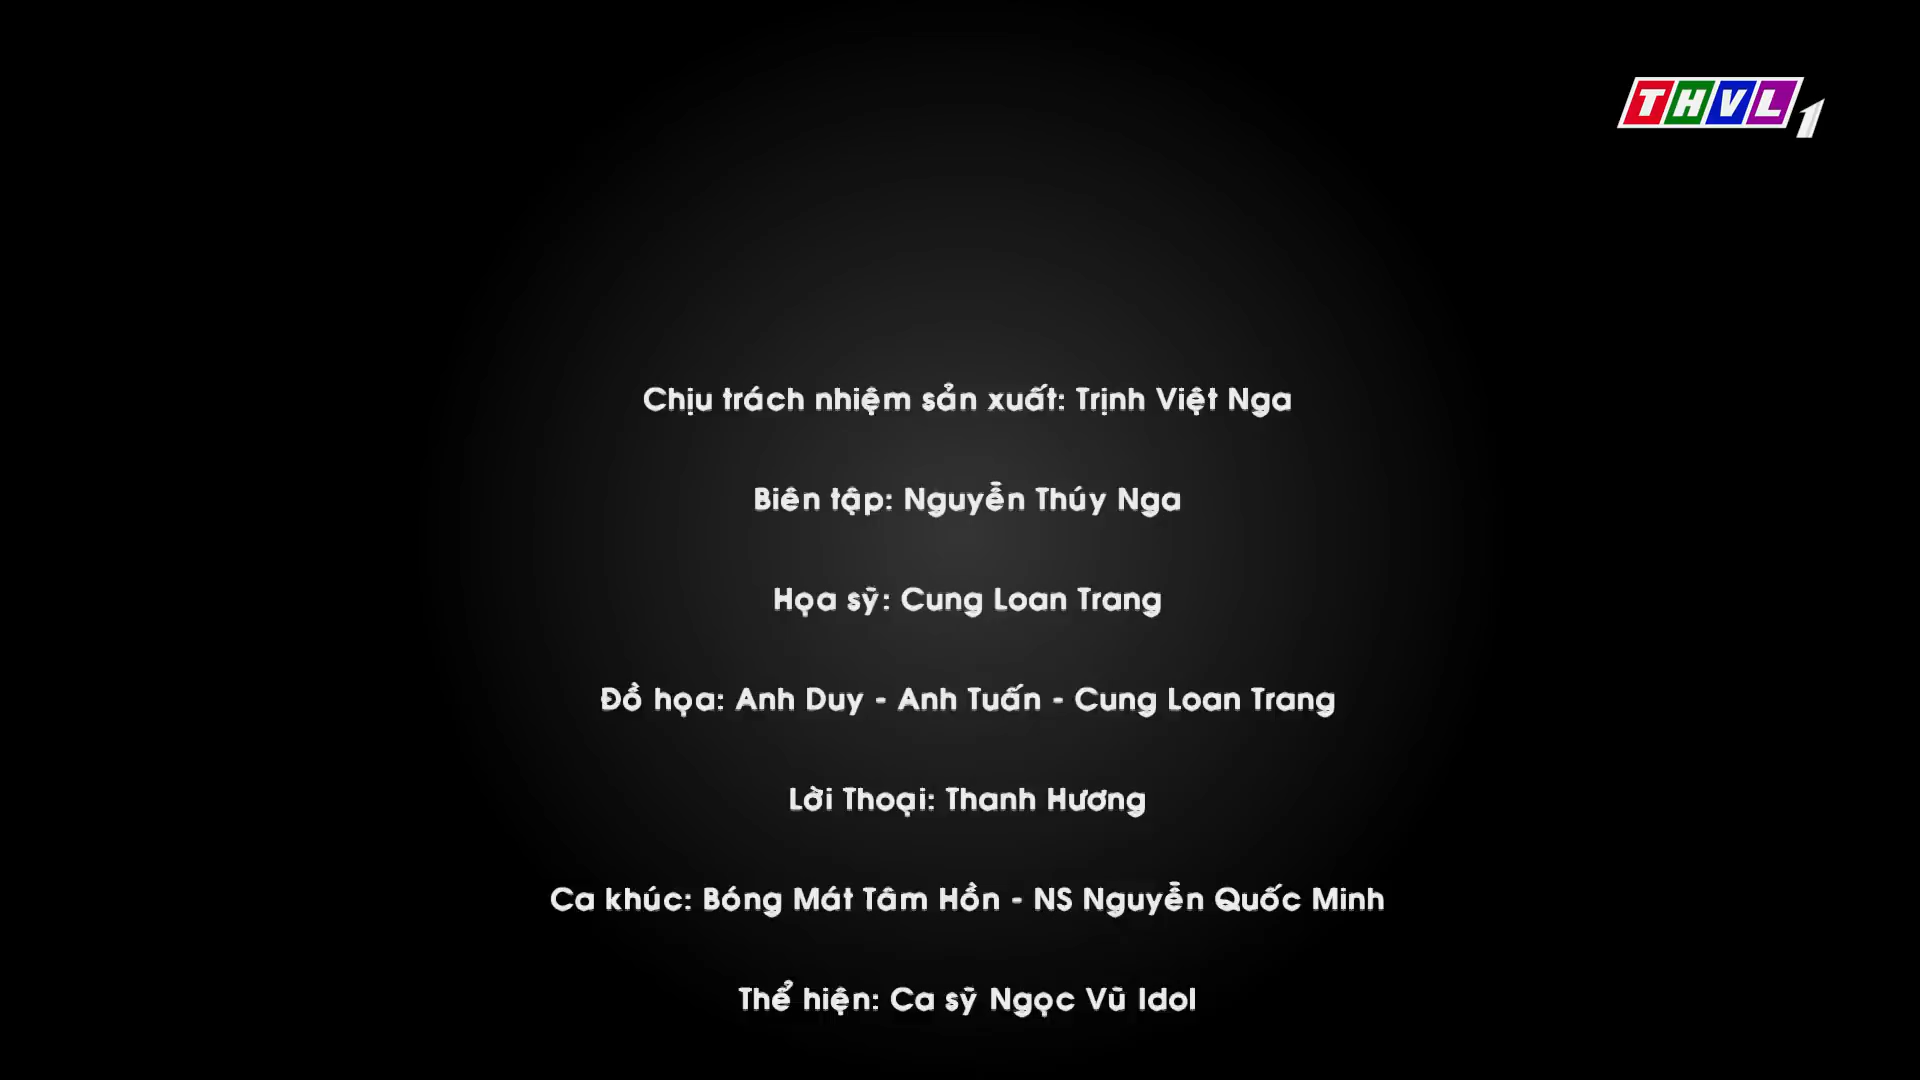 THVL1
Chịu trách nhiệm sản xuất: Trịnh Việt Nga
Biên tập: Nguyễn Thúy Nga
Họa sỹ: Cung Loan Trang
Đồ họa: Anh Duy - Anh Tuấn - Cung Loan Trang
Lời Thoại: Thanh Hương
Ca khúc: Bóng Mát Tâm Hồn - NS Nguyễn Quốc Minh
Thể hiện: Ca sỹ Ngọc Vũ Idol